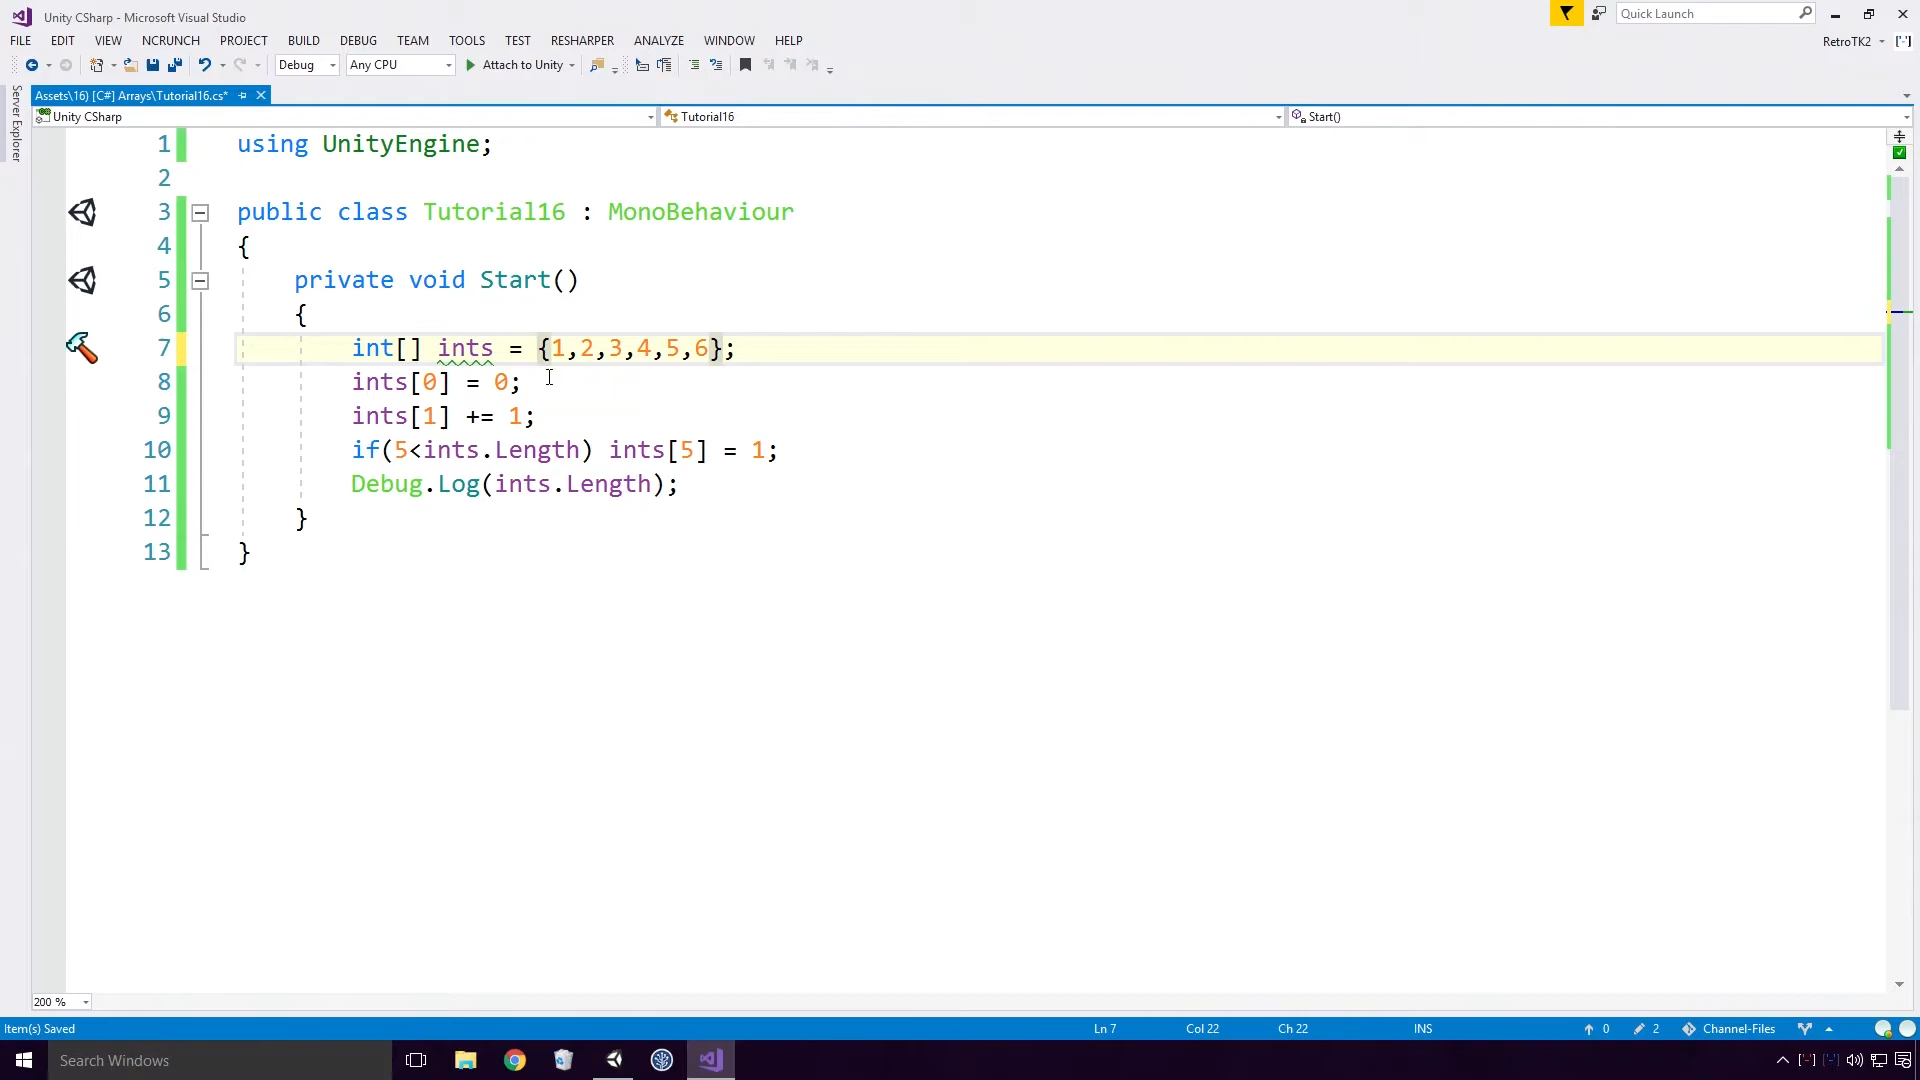 Unity CSharp - Microsoft Visual Studio
Quick Launch
FILE EDIT VIEW NCRUNCH PROJECT BUILD DEBUG TEAM TOOLS TEST RESHARPER ANALYZE WINDOW HELP
RetroTK2
Debug Any CPU Attach to Unity
Server Explorer
Assets\16) [C#] Arrays\Tutorial16.cs*
Unity CSharp Tutorial16 Start()
1 using UnityEngine;
2
3 public class Tutorial16 : MonoBehaviour
4 {
5 private void Start()
6 {
7 int[] ints = {1,2,3,4,5,6};
8 ints[0] = 0;
9 ints[1] += 1;
10 if(5<ints.Length) ints[5] = 1;
11 Debug.Log(ints.Length);
12 }
13 }
200 %
Item(s) Saved Ln 7 Col 22 Ch 22 INS 0 2 Channel-Files
Search Windows